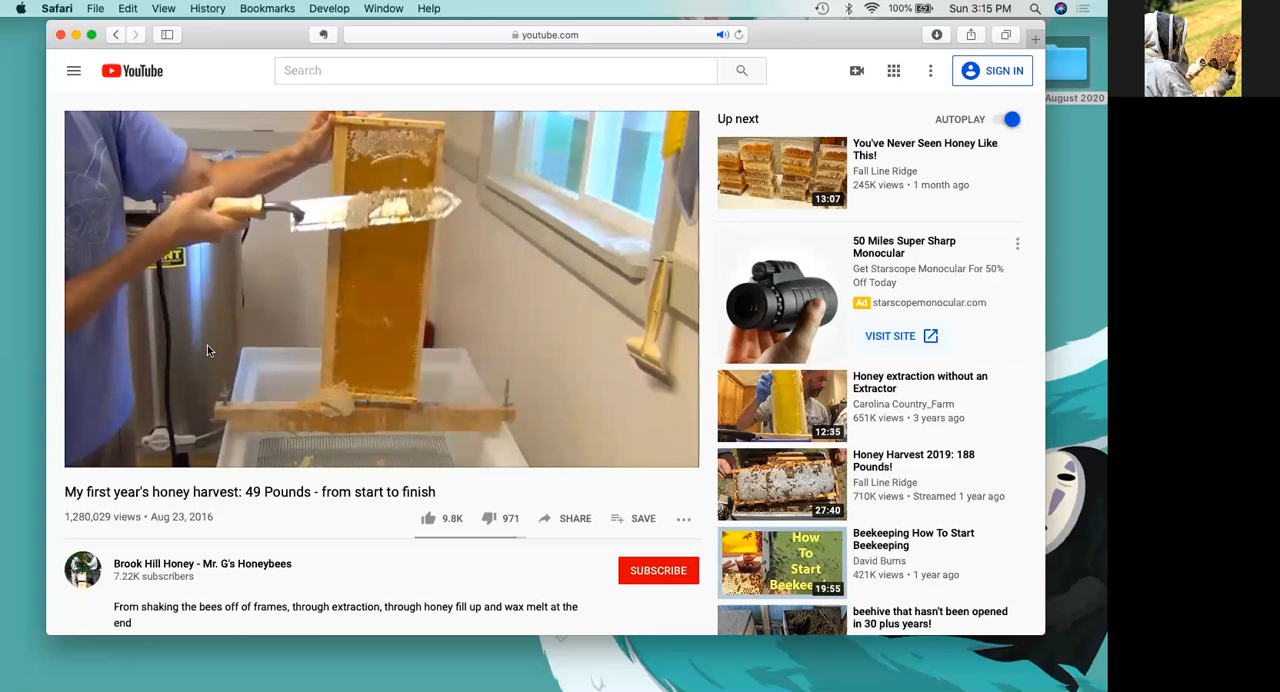 Safari File Edit View History Bookmarks Develop Window Help 100% Sun 3:15 PM
youtube.com
YouTube
Search
SIGN IN
August 2020
Up next
AUTOPLAY
You've Never Seen Honey Like
This!
Fall Line Ridge
245K views • 1 month ago
13:07
50 Miles Super Sharp
Monocular
Get Starscope Monocular For 50%
Off Today
Ad starscopemonocular.com
VISIT SITE
Honey extraction without an
Extractor
Carolina Country_Farm
651K views • 3 years ago
12:35
Honey Harvest 2019: 188
Pounds!
Fall Line Ridge
710K views • Streamed 1 year ago
27:40
How
To
Start
19:55
Beekeeping How To Start
Beekeeping
David Burns
421K views • 1 year ago
beehive that hasn't been opened
in 30 plus years!
My first year's honey harvest: 49 Pounds - from start to finish
1,280,029 views • Aug 23, 2016
9.8K 971 SHARE SAVE
Brook Hill Honey - Mr. G's Honeybees
7.22K subscribers
SUBSCRIBE
From shaking the bees off of frames, through extraction, through honey fill up and wax melt at the
end